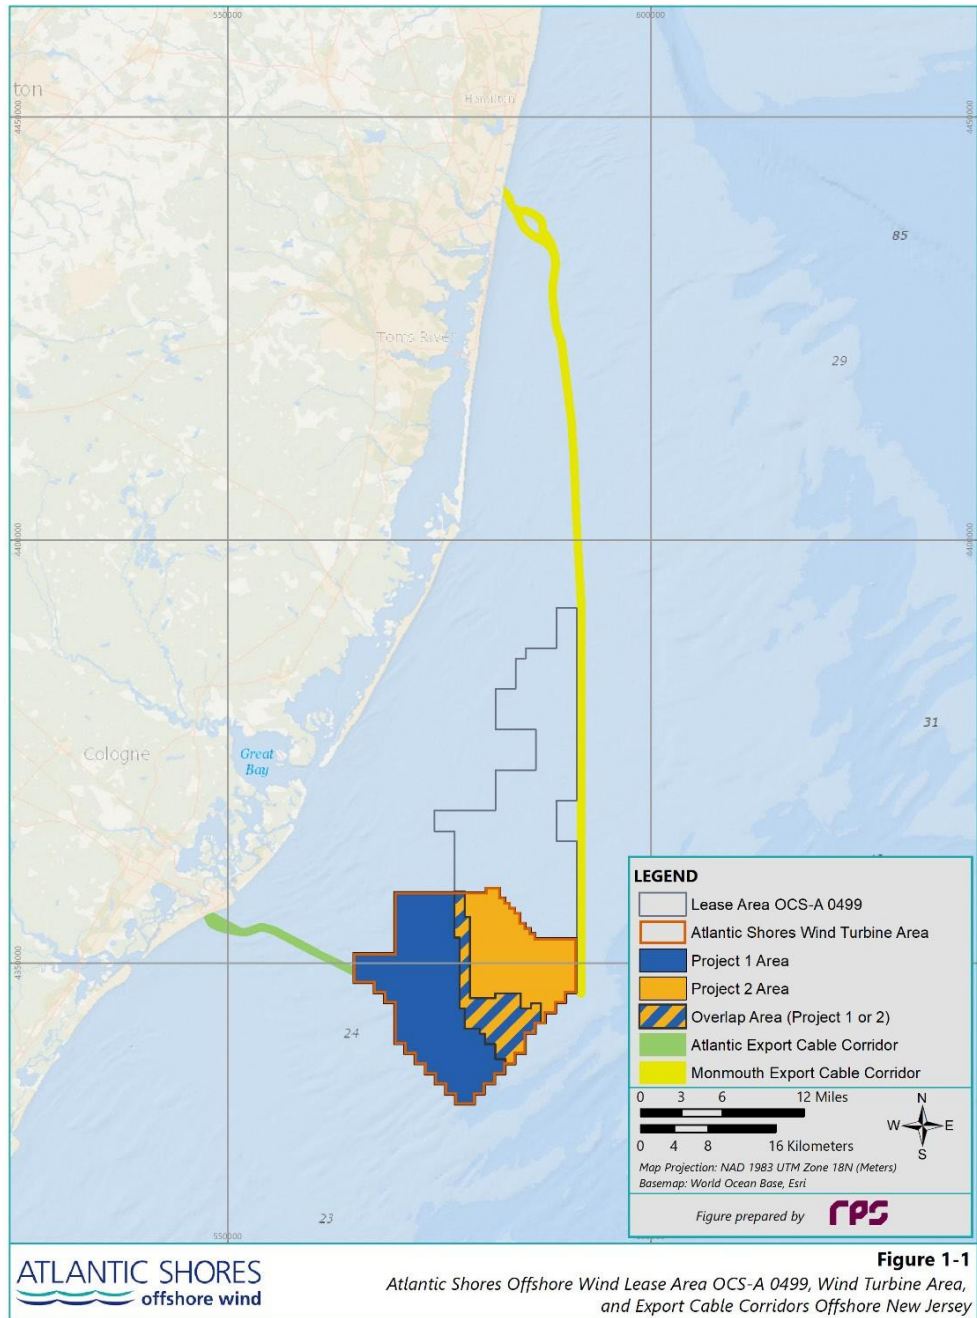 550000
600000
ton
Hamilton
4450000
4450000
85
Toms River
29
4400000
4400000
31
Cologne
Great
Bay
LEGEND
Lease Area OCS-A 0499
Atlantic Shores Wind Turbine Area
Project 1 Area
4350000
Project 2 Area
Overlap Area (Project 1 or 2)
24
Atlantic Export Cable Corridor
Monmouth Export Cable Corridor
0 3 6 12 Miles
N
W E
S
0 4 8 16 Kilometers
Map Projection: NAD 1983 UTM Zone 18N (Meters)
Basemap: World Ocean Base, Esri
23
Figure prepared by rps
550000
ATLANTIC SHORES
offshore wind
Figure 1-1
Atlantic Shores Offshore Wind Lease Area OCS-A 0499, Wind Turbine Area,
and Export Cable Corridors Offshore New Jersey